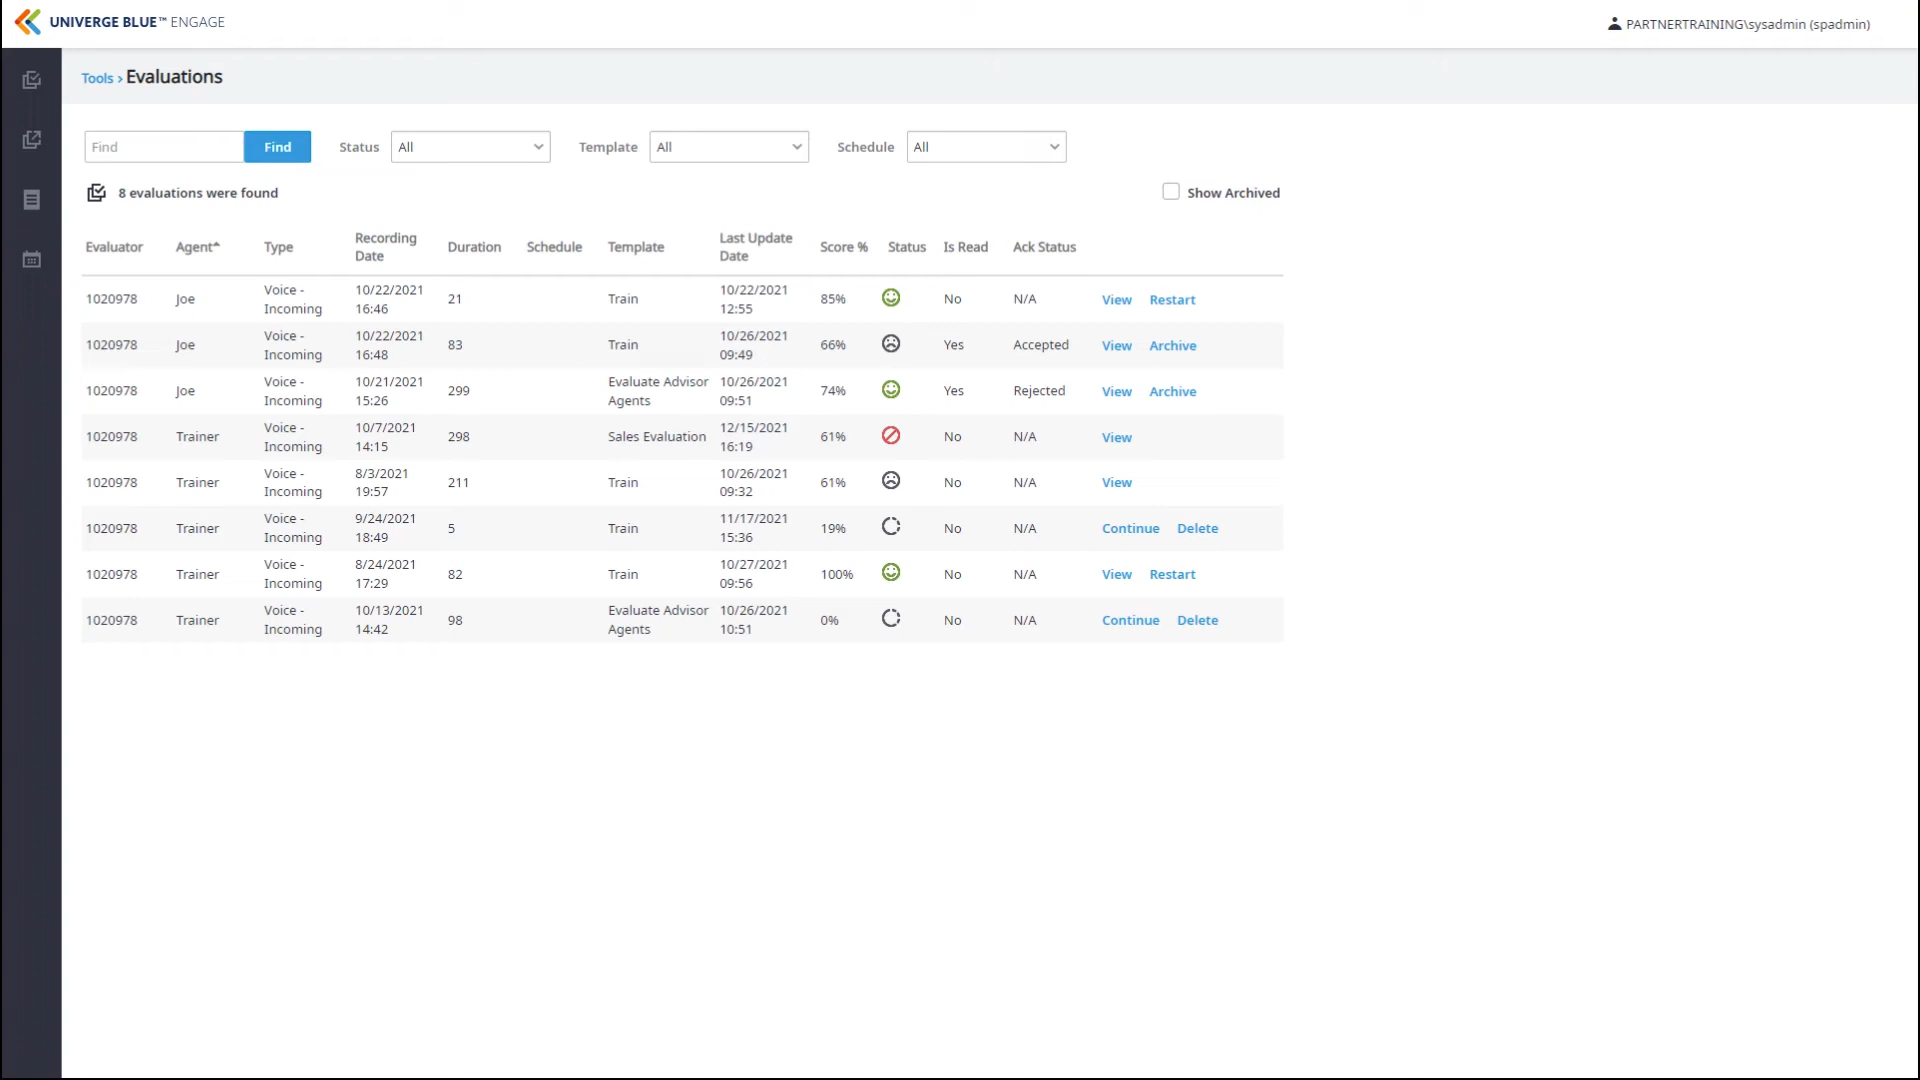 UNIVERGE BLUE™ ENGAGE
PARTNERTRAINING\sysadmin (spadmin)
Tools › Evaluations
Find Find Status All Template All Schedule All
8 evaluations were found
Show Archived
Evaluator Agent^ Type Recording Date Duration Schedule Template Last Update Date Score % Status Is Read Ack Status
1020978 Joe Voice - Incoming 10/22/2021 16:46 21 Train 10/22/2021 12:55 85% No N/A View Restart
1020978 Joe Voice - Incoming 10/22/2021 16:48 83 Train 10/26/2021 09:49 66% Yes Accepted View Archive
1020978 Joe Voice - Incoming 10/21/2021 15:26 299 Evaluate Advisor Agents 10/26/2021 09:51 74% Yes Rejected View Archive
1020978 Trainer Voice - Incoming 10/7/2021 14:15 298 Sales Evaluation 12/15/2021 16:19 61% No N/A View
1020978 Trainer Voice - Incoming 8/3/2021 19:57 211 Train 10/26/2021 09:32 61% No N/A View
1020978 Trainer Voice - Incoming 9/24/2021 18:49 5 Train 11/17/2021 15:36 19% No N/A Continue Delete
1020978 Trainer Voice - Incoming 8/24/2021 17:29 82 Train 10/27/2021 09:56 100% No N/A View Restart
1020978 Trainer Voice - Incoming 10/13/2021 14:42 98 Evaluate Advisor Agents 10/26/2021 10:51 0% No N/A Continue Delete